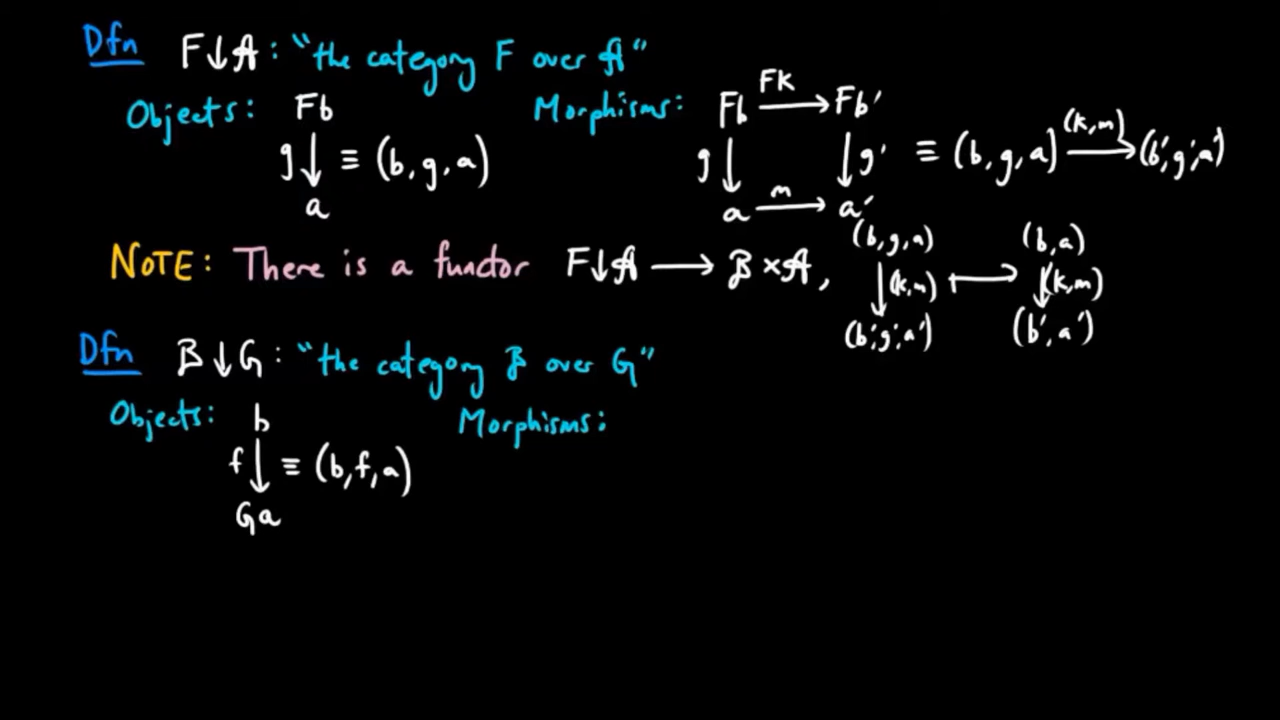 Dfn F↓A: "the category F over A"
Objects: Fb g↓ a ≡ (b, g, a) Morphisms: Fb Fk→ Fb' g↓ ↓g' a m→ a' ≡ (b, g, a) (k,m)→ (b', g', a')
NOTE: There is a functor F↓A → B×A, (b,g,a) ↓(k,m) (b',g',a') ↦ (b,a) ↓(k,m) (b',a')
Dfn B↓G: "the category B over G"
Objects: b f↓ Ga ≡ (b, f, a) Morphisms: